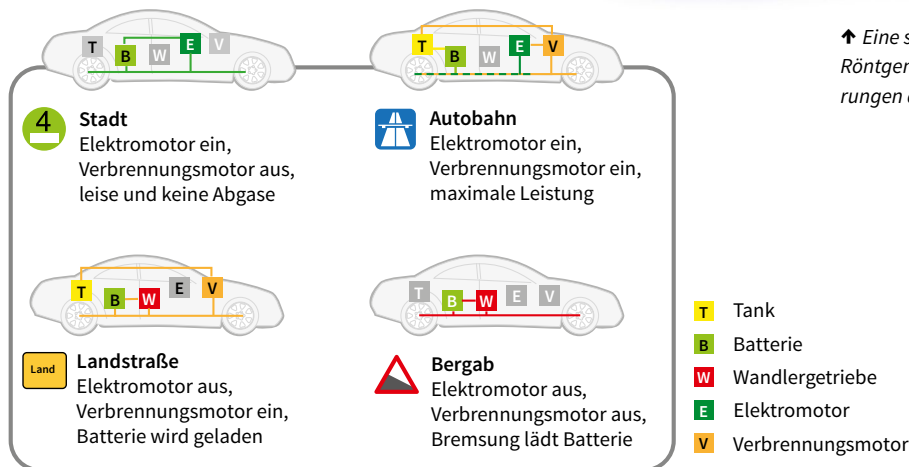 T B W E V
T B W E V
↑ Eine s
Röntgen
rungen
4
Stadt
Elektromotor ein,
Verbrennungsmotor aus,
leise und keine Abgase
Autobahn
Elektromotor ein,
Verbrennungsmotor ein,
maximale Leistung
T B W E V
T B W E V
Land
Landstraße
Elektromotor aus,
Verbrennungsmotor ein,
Batterie wird geladen
Bergab
Elektromotor aus,
Verbrennungsmotor aus,
Bremsung lädt Batterie
T Tank
B Batterie
W Wandlergetriebe
E Elektromotor
V Verbrennungsmotor